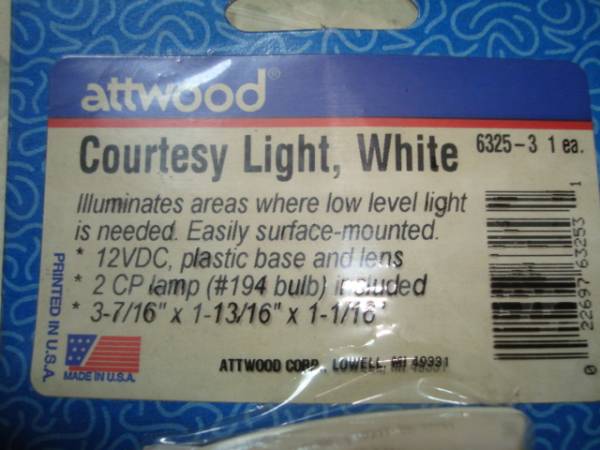 attwood®
Courtesy Light, White 6325-3 1 ea.
Illuminates areas where low level light
is needed. Easily surface-mounted.
* 12VDC, plastic base and lens
* 2 CP lamp (#194 bulb) included
* 3-7/16" x 1-13/16" x 1-1/16"
PRINTED IN U.S.A.
MADE IN U.S.A.
ATTWOOD CORP., LOWELL, MI 49331
0 22697 63253 1